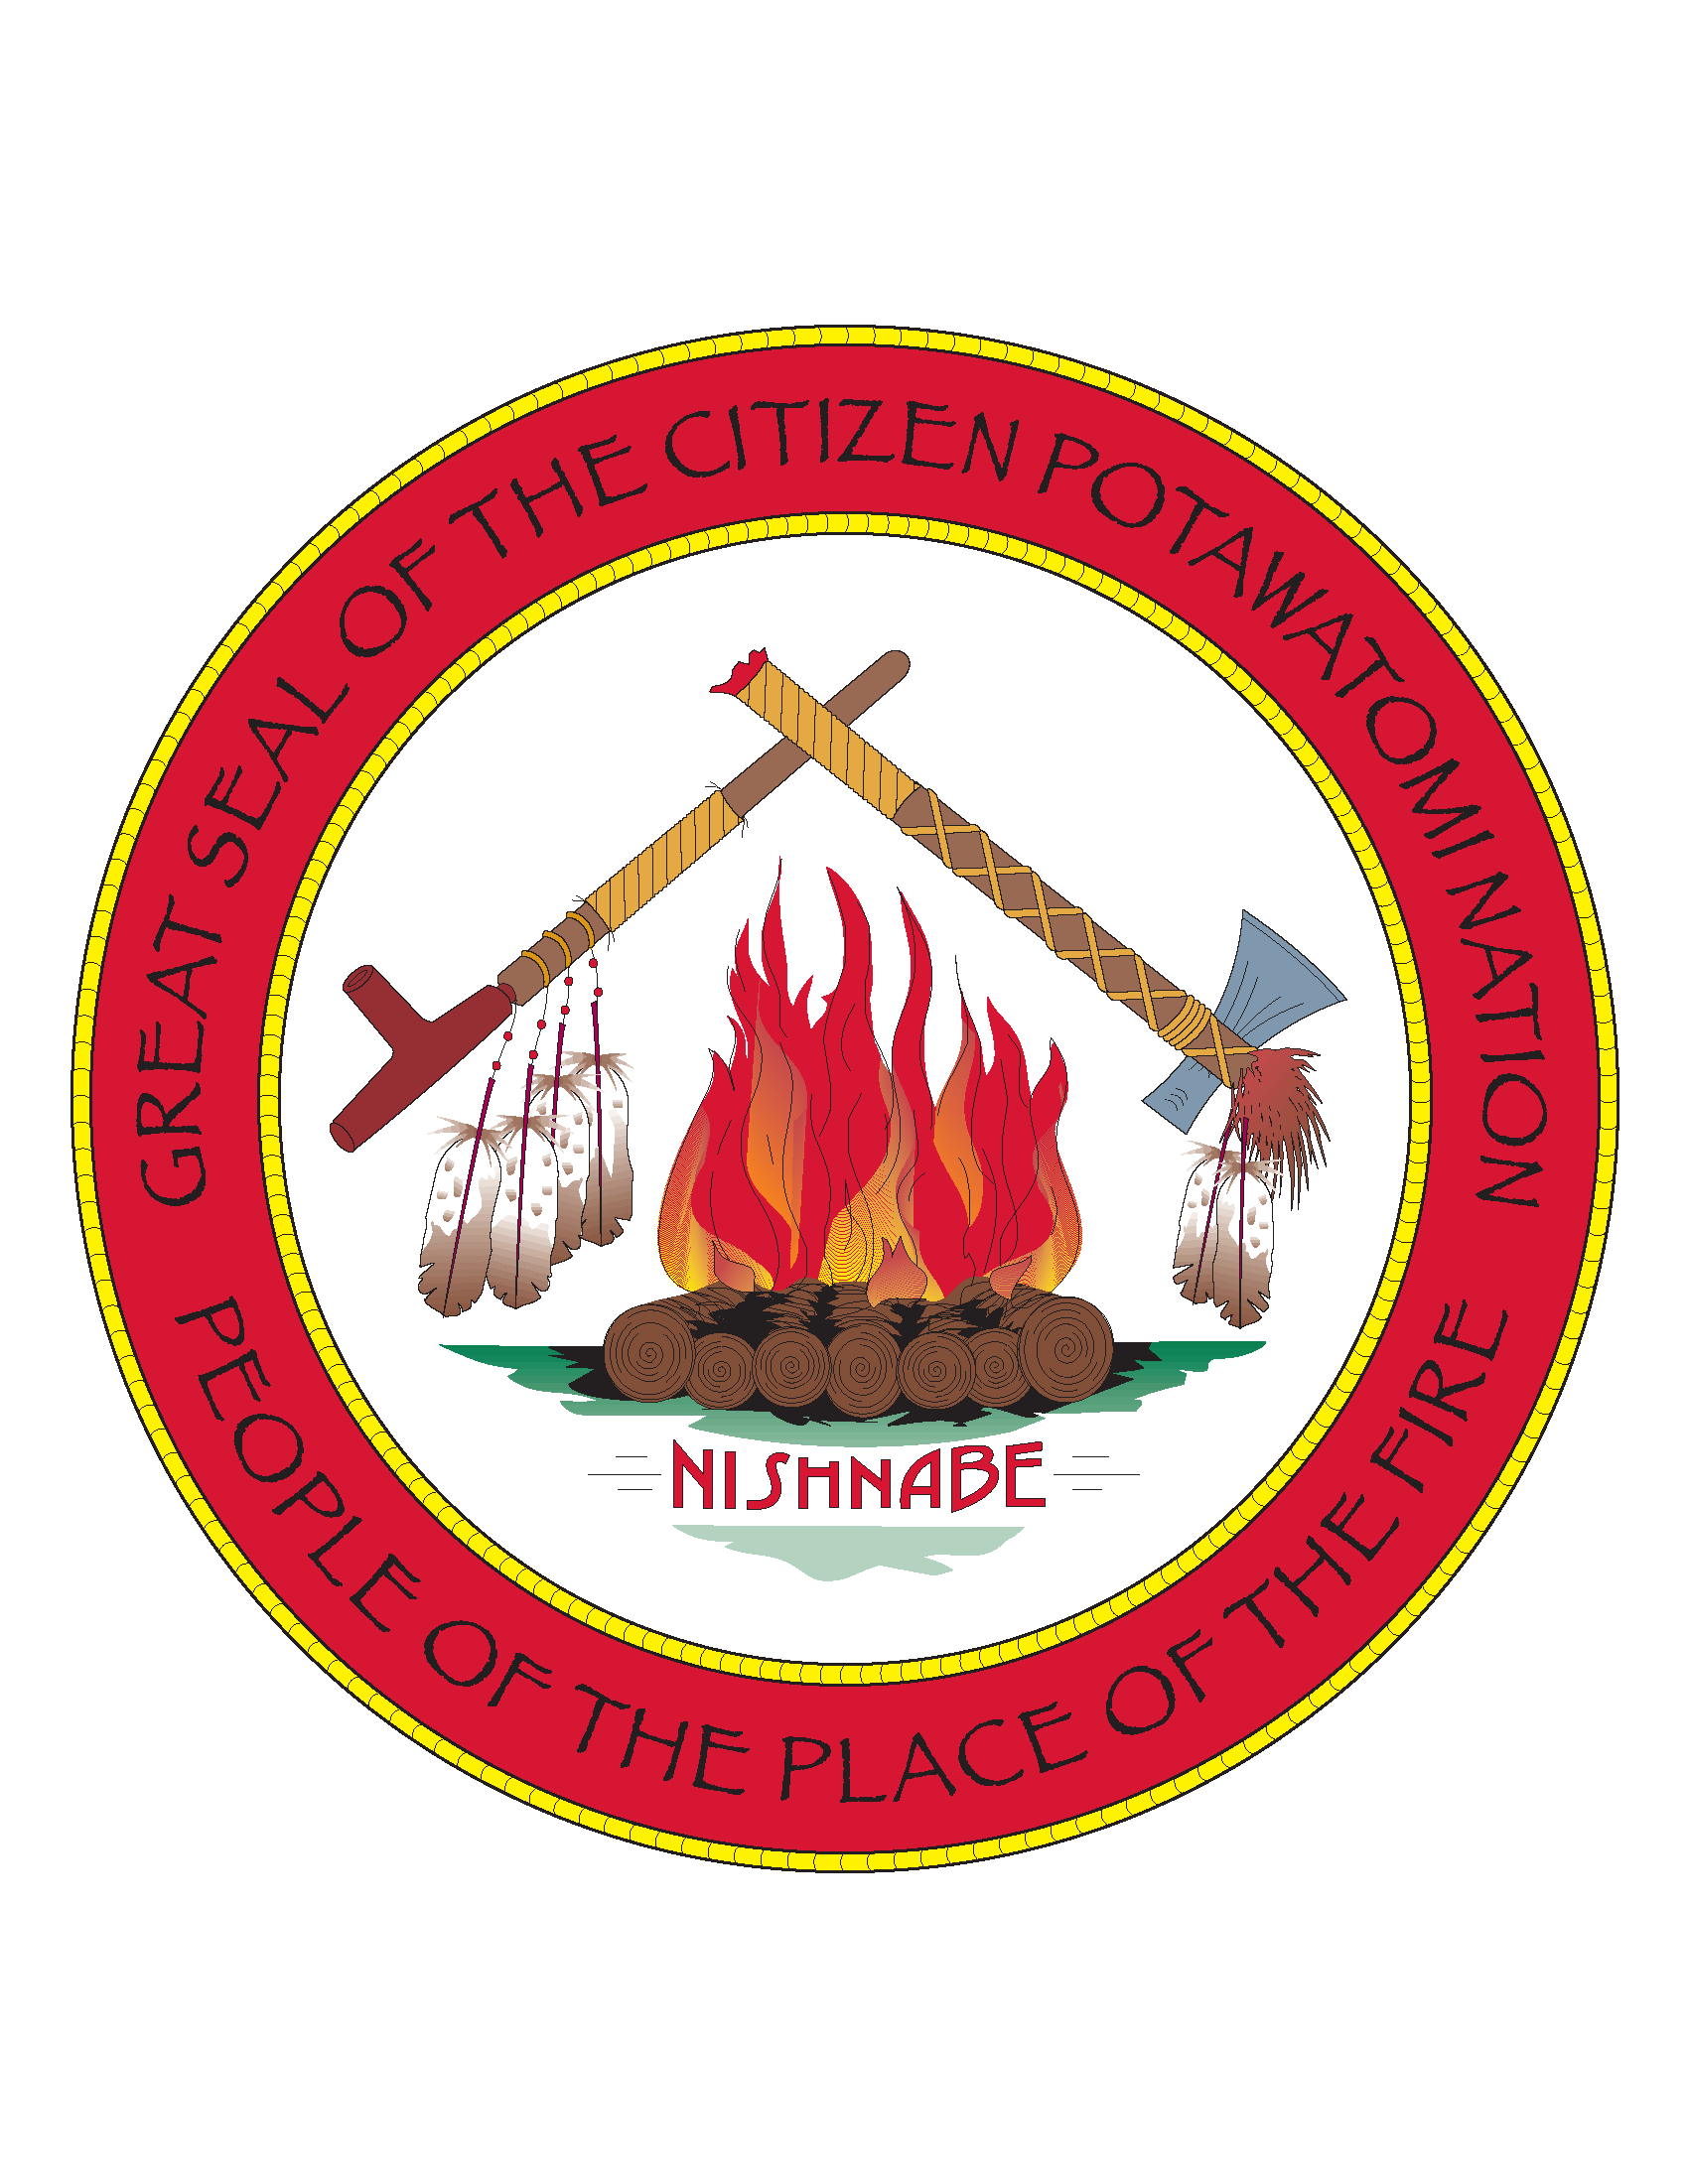 GREAT SEAL OF THE CITIZEN POTAWATOMI NATION
NISHNABE
PEOPLE OF THE PLACE OF THE FIRE